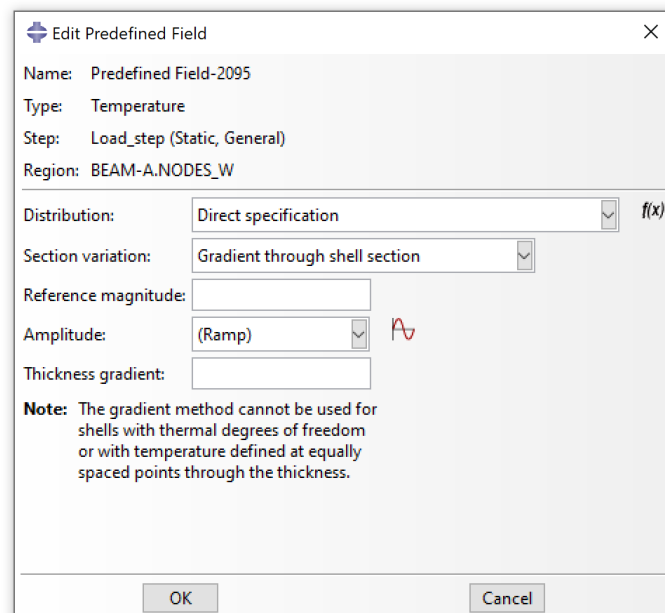 Edit Predefined Field
Name: Predefined Field-2095
Type: Temperature
Step: Load_step (Static, General)
Region: BEAM-A.NODES_W
Distribution: Direct specification f(x)
Section variation: Gradient through shell section
Reference magnitude:
Amplitude: (Ramp)
Thickness gradient:
Note: The gradient method cannot be used for
shells with thermal degrees of freedom
or with temperature defined at equally
spaced points through the thickness.
OK Cancel